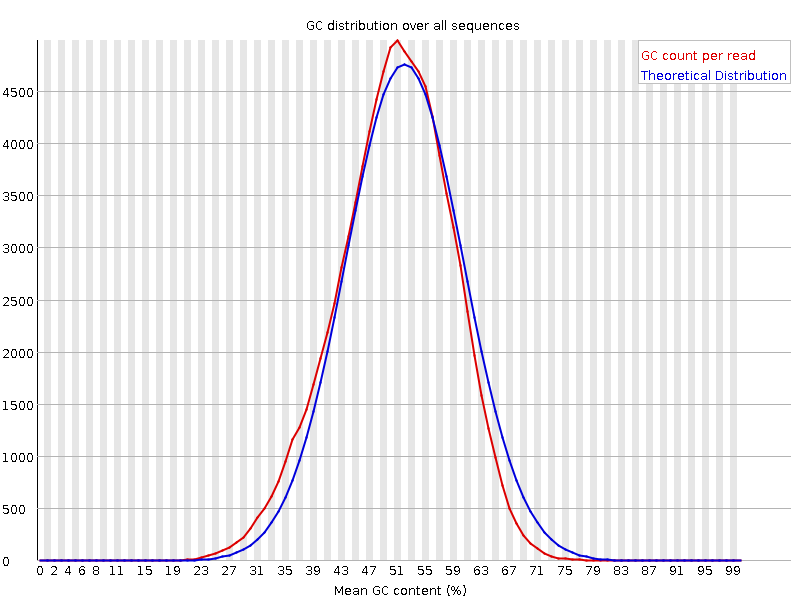 GC distribution over all sequences
GC count per read
Theoretical Distribution
4500
4000
3500
3000
2500
2000
1500
1000
500
0
0 2 4 6 8 11 15 19 23 27 31 35 39 43 47 51 55 59 63 67 71 75 79 83 87 91 95 99
Mean GC content (%)